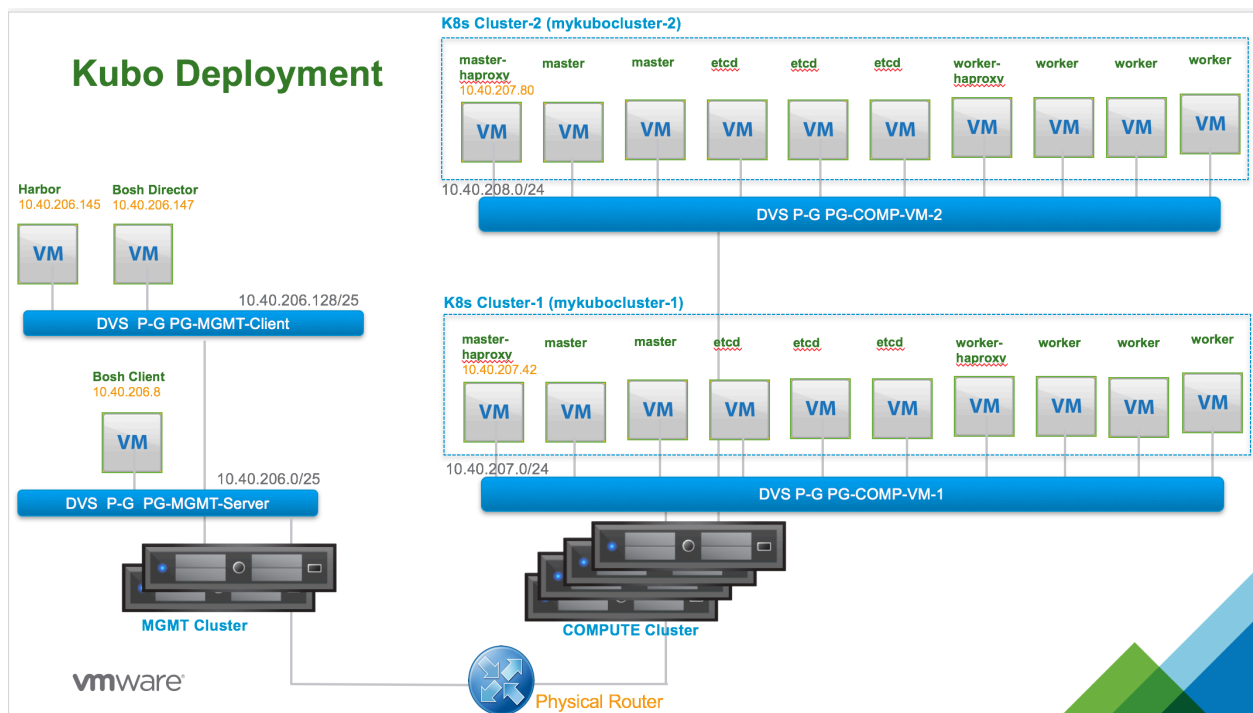 K8s Cluster-2 (mykubocluster-2)
Kubo Deployment
master-
haproxy
10.40.207.80
master
master
etcd
etcd
etcd
worker-
haproxy
worker
worker
worker
VM
VM
VM
VM
VM
VM
VM
VM
VM
VM
10.40.208.0/24
DVS P-G PG-COMP-VM-2
Harbor
10.40.206.145
Bosh Director
10.40.206.147
VM
VM
10.40.206.128/25
DVS P-G PG-MGMT-Client
K8s Cluster-1 (mykubocluster-1)
master-
haproxy
10.40.207.42
master
master
etcd
etcd
etcd
worker-
haproxy
worker
worker
worker
VM
VM
VM
VM
VM
VM
VM
VM
VM
VM
10.40.207.0/24
DVS P-G PG-COMP-VM-1
Bosh Client
10.40.206.8
VM
10.40.206.0/25
DVS P-G PG-MGMT-Server
MGMT Cluster
COMPUTE Cluster
Physical Router
vmware®